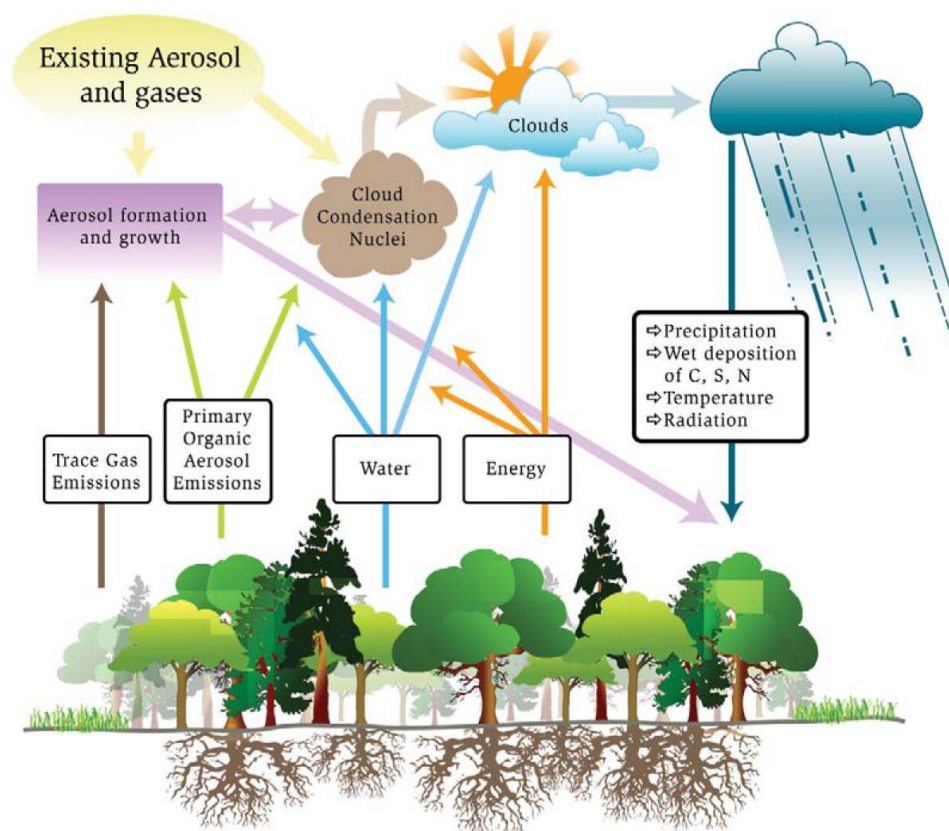 Existing Aerosol
and gases
Clouds
Aerosol formation
and growth
Cloud
Condensation
Nuclei
⇨Precipitation
⇨Wet deposition
of C, S, N
⇨Temperature
⇨Radiation
Trace Gas
Emissions
Primary
Organic
Aerosol
Emissions
Water
Energy